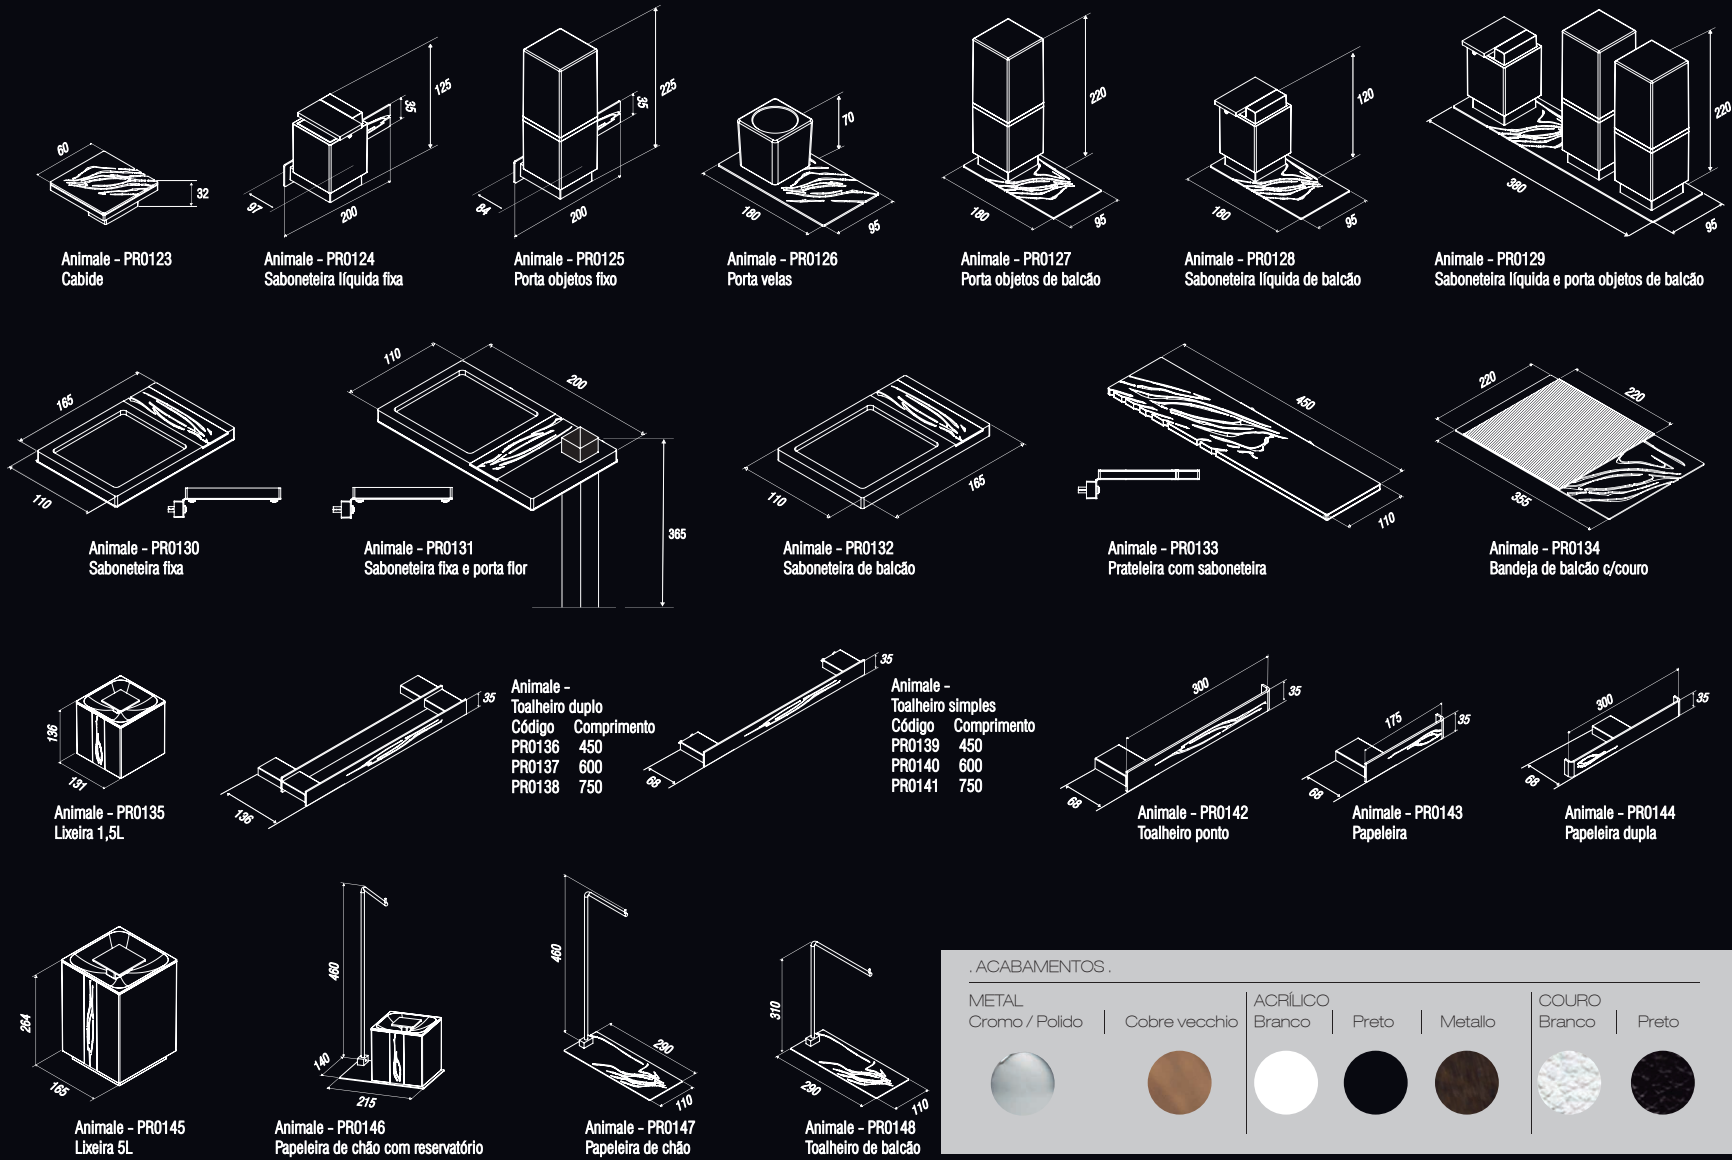 60
32
Animale - PR0123
Cabide
125
35
97
200
Animale - PR0124
Saboneteira líquida fixa
225
35
84
200
Animale - PR0125
Porta objetos fixo
70
180
95
Animale - PR0126
Porta velas
220
180
95
Animale - PR0127
Porta objetos de balcão
120
180
95
Animale - PR0128
Saboneteira líquida de balcão
220
380
95
Animale - PR0129
Saboneteira líquida e porta objetos de balcão
165
110
Animale - PR0130
Saboneteira fixa
110
200
365
Animale - PR0131
Saboneteira fixa e porta flor
110
165
Animale - PR0132
Saboneteira de balcão
450
110
Animale - PR0133
Prateleira com saboneteira
220
220
355
Animale - PR0134
Bandeja de balcão c/couro
136
131
Animale - PR0135
Lixeira 1,5L
35
136
Animale -
Toalheiro duplo
Código Comprimento
PR0136 450
PR0137 600
PR0138 750
35
68
Animale -
Toalheiro simples
Código Comprimento
PR0139 450
PR0140 600
PR0141 750
300
35
68
Animale - PR0142
Toalheiro ponto
175
35
68
Animale - PR0143
Papeleira
300
35
68
Animale - PR0144
Papeleira dupla
264
165
Animale - PR0145
Lixeira 5L
460
140
215
Animale - PR0146
Papeleira de chão com reservatório
460
290
110
Animale - PR0147
Papeleira de chão
310
290
110
Animale - PR0148
Toalheiro de balcão
. ACABAMENTOS .
METAL
Cromo / Polido
Cobre vecchio
ACRÍLICO
Branco
Preto
Metallo
COURO
Branco
Preto